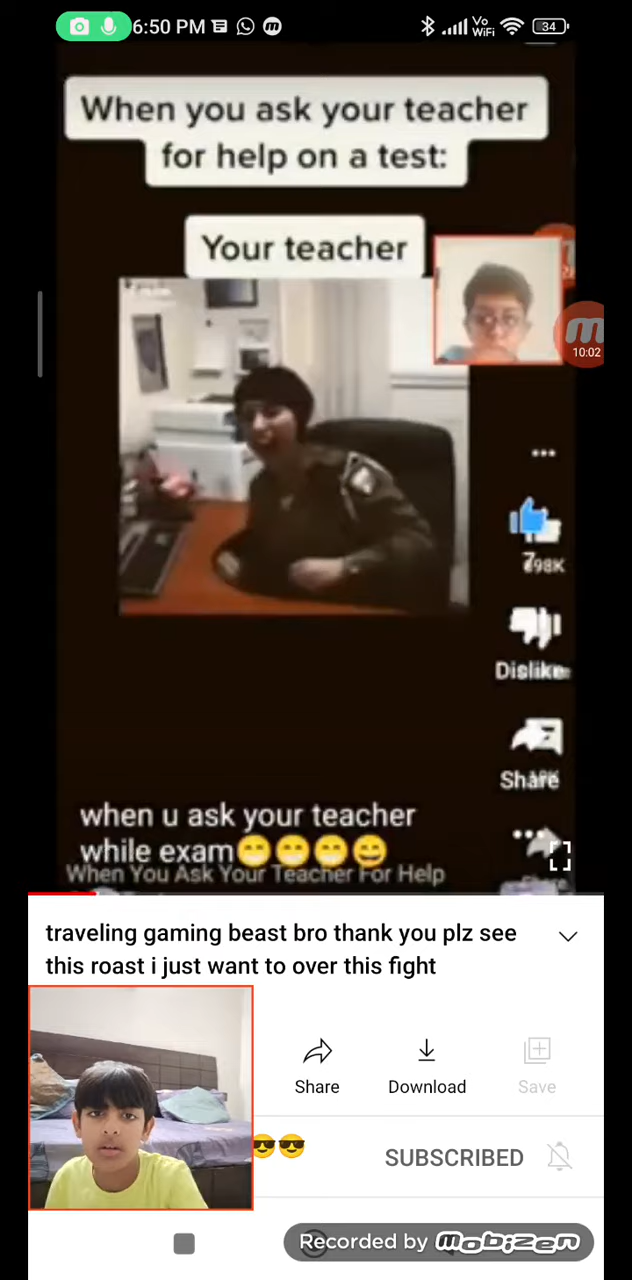 6:50 PM
Vo
WiFi
34
When you ask your teacher
for help on a test:
Your teacher
10:02
798K
Dislike
Share
when u ask your teacher
while exam😁😁😁😄
When You Ask Your Teacher For Help
traveling gaming beast bro thank you plz see
this roast i just want to over this fight
Share
Download
Save
😎😎
SUBSCRIBED
Recorded by mobizen